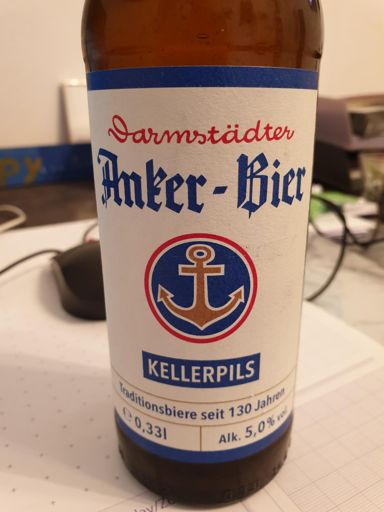 Darmstädter
Anker-Bier
KELLERPILS
Traditionsbiere seit 130 Jahren
℮ 0,33l
Alk. 5,0% vol